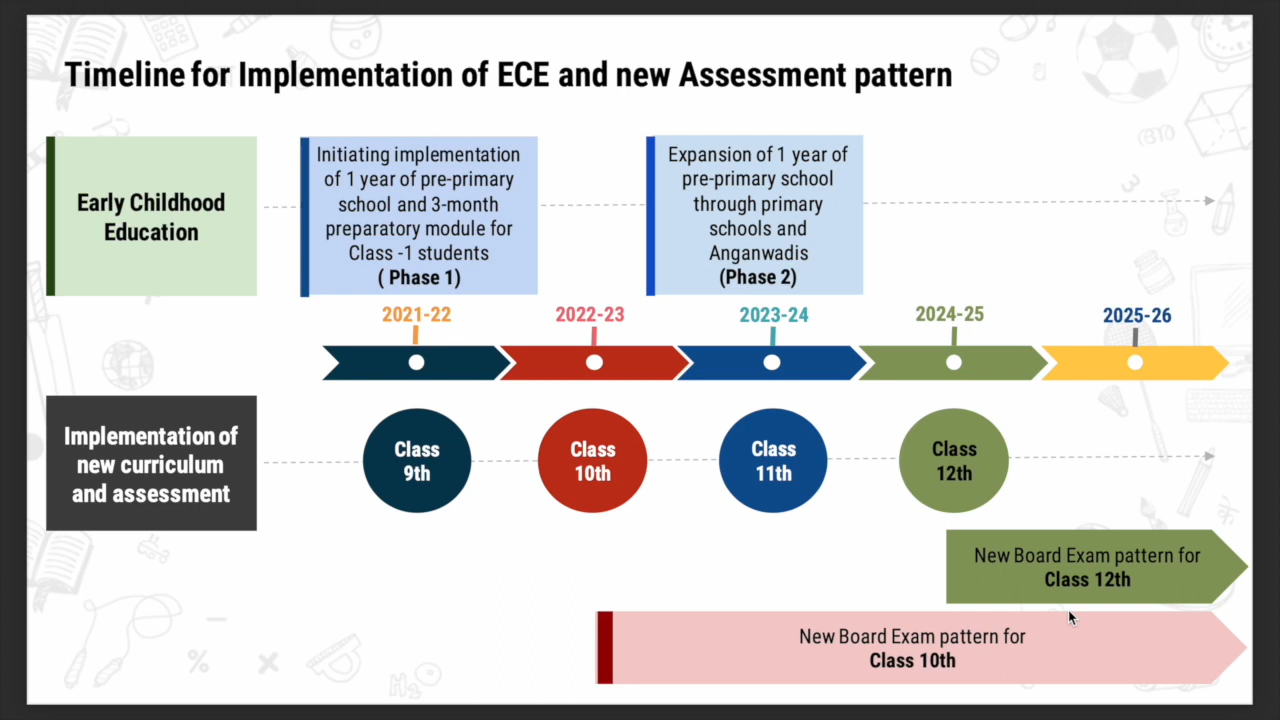 Timeline for Implementation of ECE and new Assessment pattern
Early Childhood
Education
Initiating implementation
of 1 year of pre-primary
school and 3-month
preparatory module for
Class -1 students
( Phase 1)
Expansion of 1 year of
pre-primary school
through primary
schools and
Anganwadis
(Phase 2)
2021-22
2022-23
2023-24
2024-25
2025-26
Implementation of
new curriculum
and assessment
Class
9th
Class
10th
Class
11th
Class
12th
New Board Exam pattern for
Class 12th
New Board Exam pattern for
Class 10th
H₂O